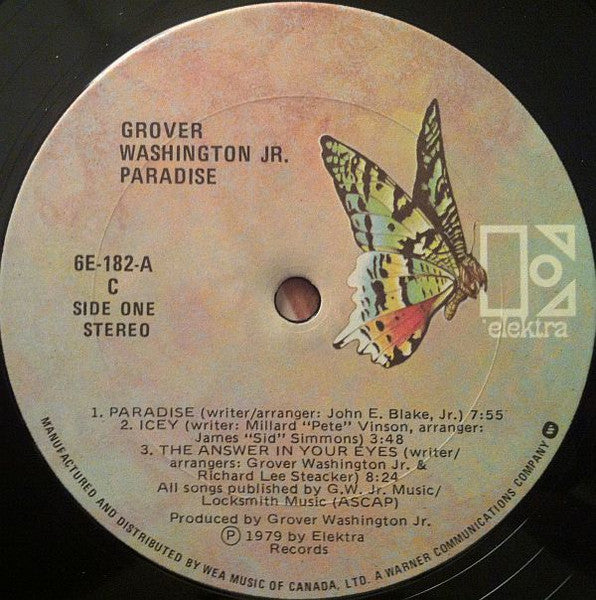 GROVER
WASHINGTON JR.
PARADISE
6E-182-A
C
SIDE ONE
STEREO
elektra
1. PARADISE (writer/arranger: John E. Blake, Jr.) 7:55
2. ICEY (writer: Millard "Pete" Vinson, arranger:
James "Sid" Simmons) 3:48
3. THE ANSWER IN YOUR EYES (writer/
arrangers: Grover Washington Jr. &
Richard Lee Steacker) 8:24
All songs published by G.W. Jr. Music/
Locksmith Music (ASCAP)
Produced by Grover Washington Jr.
Ⓟ 1979 by Elektra
Records
MANUFACTURED AND DISTRIBUTED BY WEA MUSIC OF CANADA, LTD. A WARNER COMMUNICATIONS COMPANY